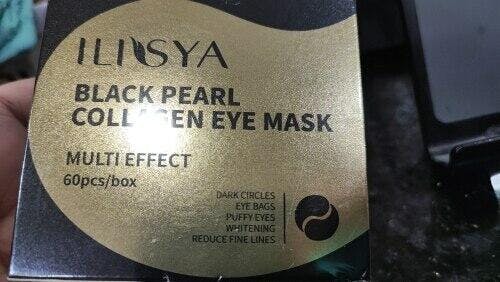 ILISYA
BLACK PEARL
COLLAGEN EYE MASK
MULTI EFFECT
60pcs/box
DARK CIRCLES
EYE BAGS
PUFFY EYES
WHITENING
REDUCE FINE LINES